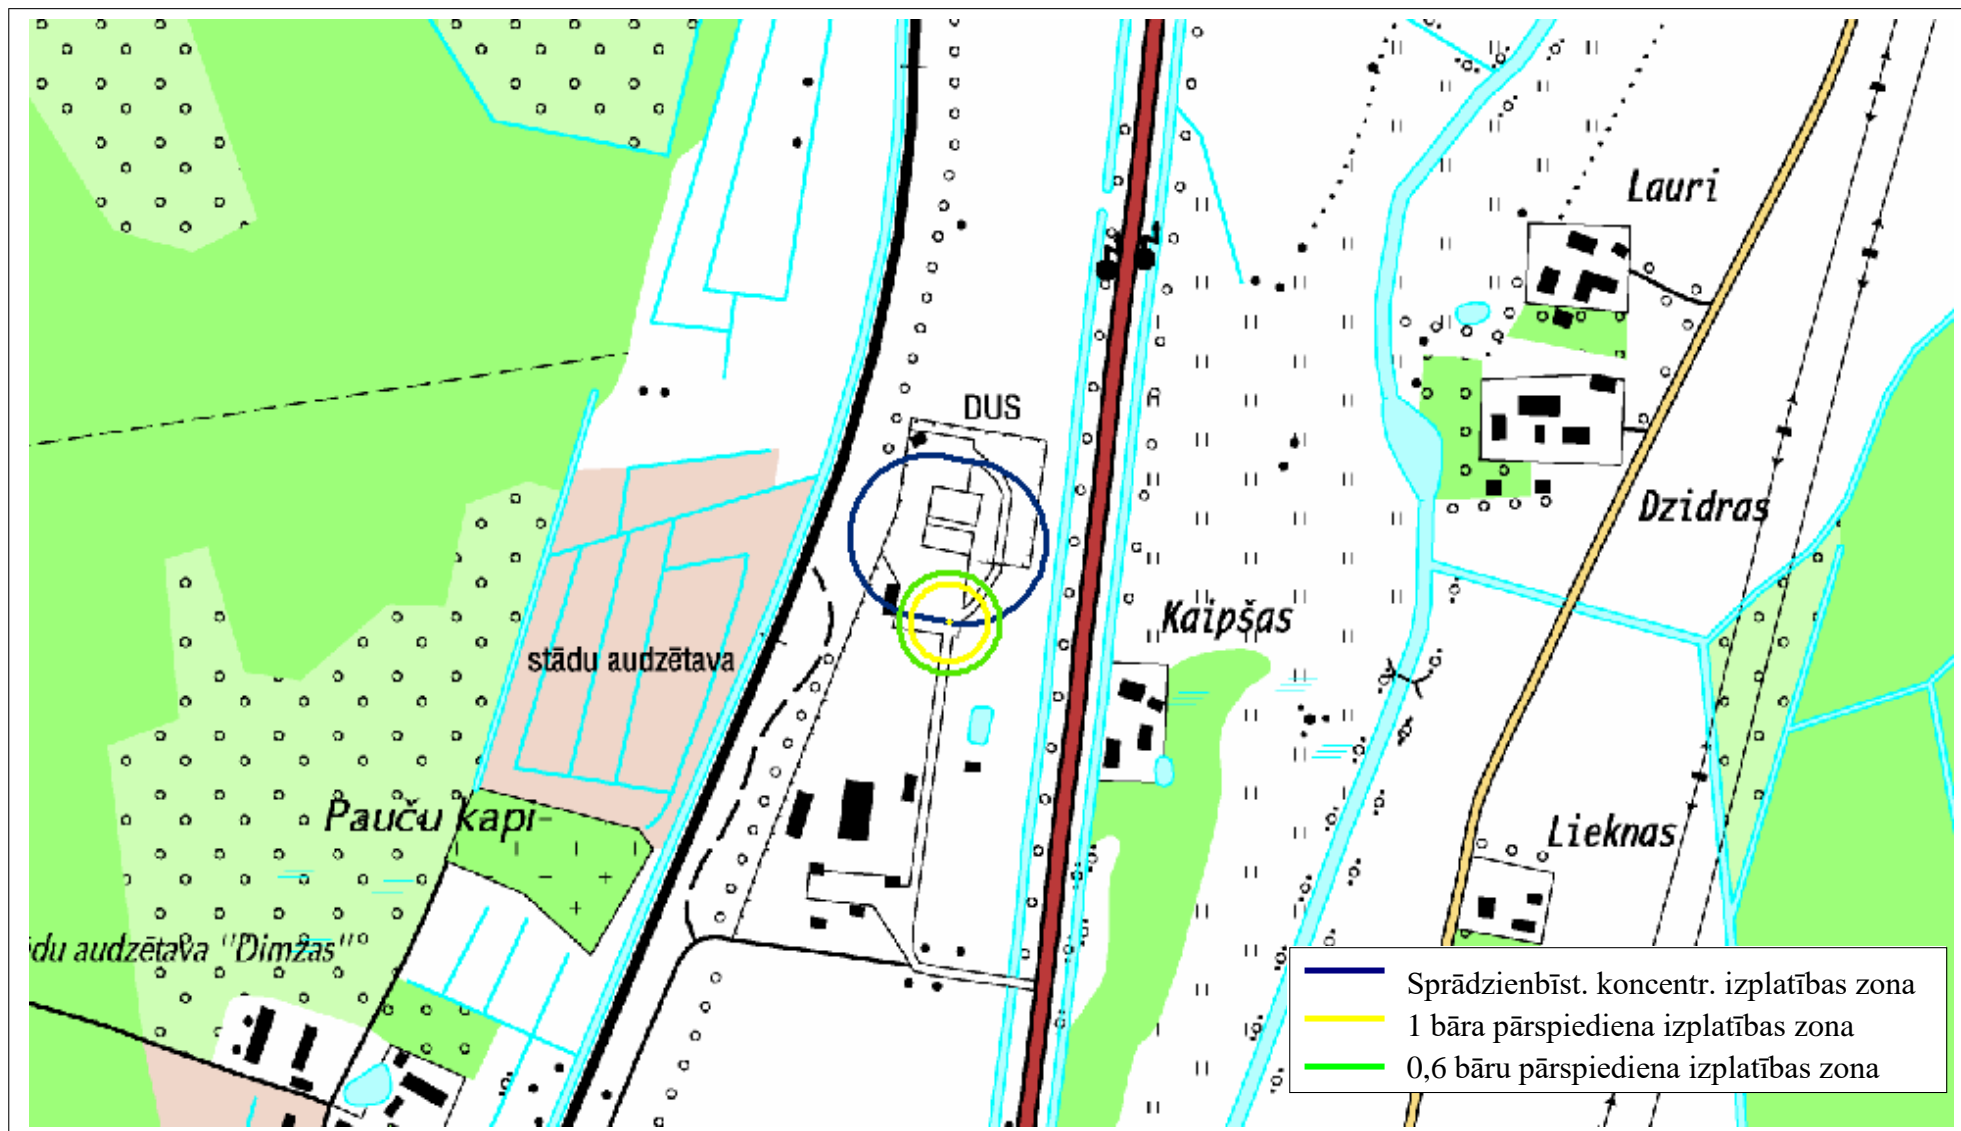 Lauri
DUS
Dzidras
Kaipšas
stādu audzētava
Pauču kapi
Lieknas
du audzētava "Dimžas"
Sprādzienbīst. koncentr. izplatības zona
1 bāra pārspiediena izplatības zona
0,6 bāru pārspiediena izplatības zona